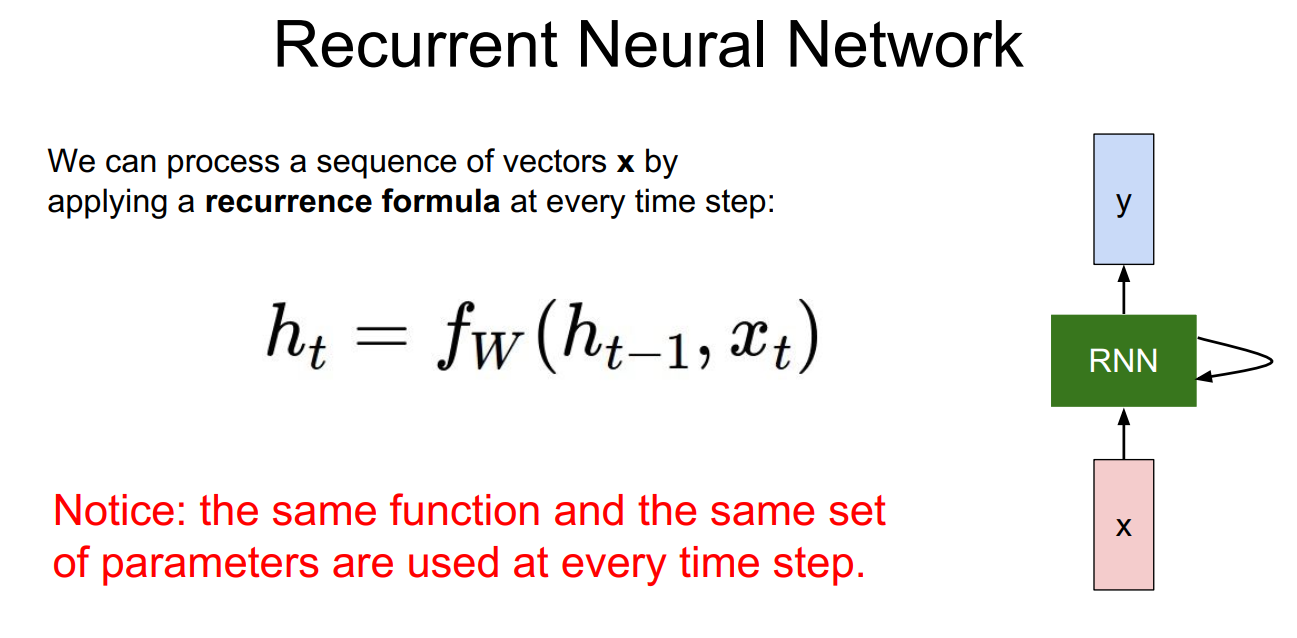 Recurrent Neural Network
We can process a sequence of vectors x by
applying a recurrence formula at every time step:
y
h_t = f_W(h_{t-1}, x_t)
RNN
Notice: the same function and the same set
of parameters are used at every time step.
x